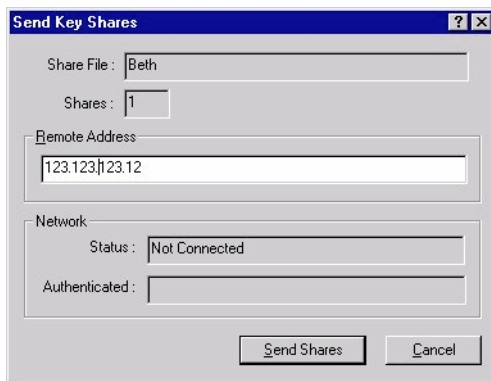 Send Key Shares
Share File : Beth
Shares : 1
Remote Address
123.123.123.12
Network
Status : Not Connected
Authenticated :
Send Shares Cancel